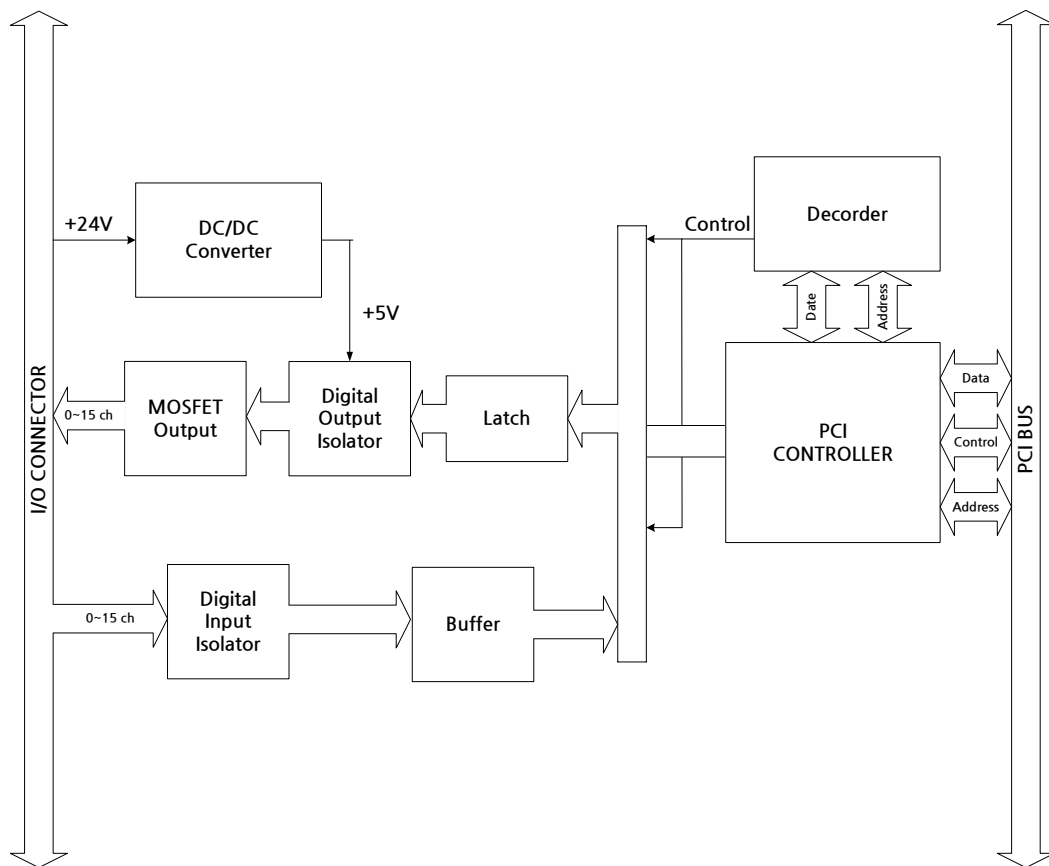 +24V
DC/DC
Converter
+5V
Control
Decorder
Date
Address
I/O CONNECTOR
0~15 ch
MOSFET
Output
Digital
Output
Isolator
Latch
PCI
CONTROLLER
Data
Control
Address
PCI BUS
0~15 ch
Digital
Input
Isolator
Buffer